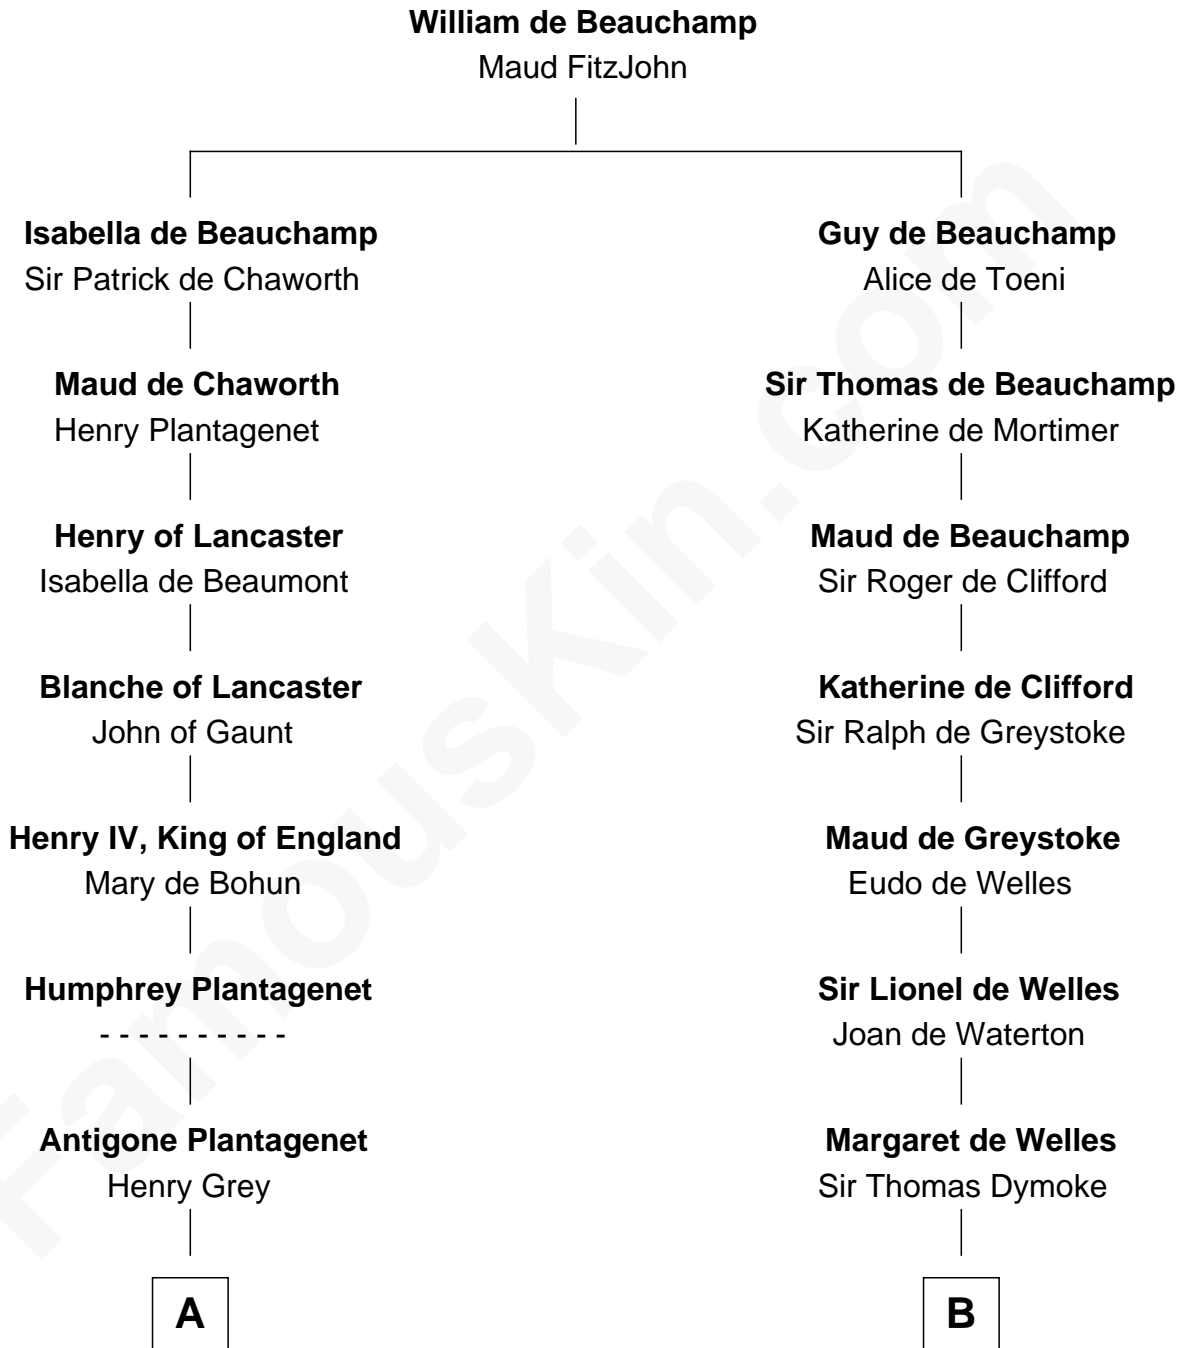 William de Beauchamp
Maud FitzJohn
Isabella de Beauchamp
Sir Patrick de Chaworth
Guy de Beauchamp
Alice de Toeni
Maud de Chaworth
Henry Plantagenet
Sir Thomas de Beauchamp
Katherine de Mortimer
Henry of Lancaster
Isabella de Beaumont
Maud de Beauchamp
Sir Roger de Clifford
Blanche of Lancaster
John of Gaunt
Katherine de Clifford
Sir Ralph de Greystoke
Henry IV, King of England
Mary de Bohun
Maud de Greystoke
Eudo de Welles
Humphrey Plantagenet
- - - - - - - - - -
Sir Lionel de Welles
Joan de Waterton
Antigone Plantagenet
Henry Grey
Margaret de Welles
Sir Thomas Dymoke
A
B
FamousKin.com